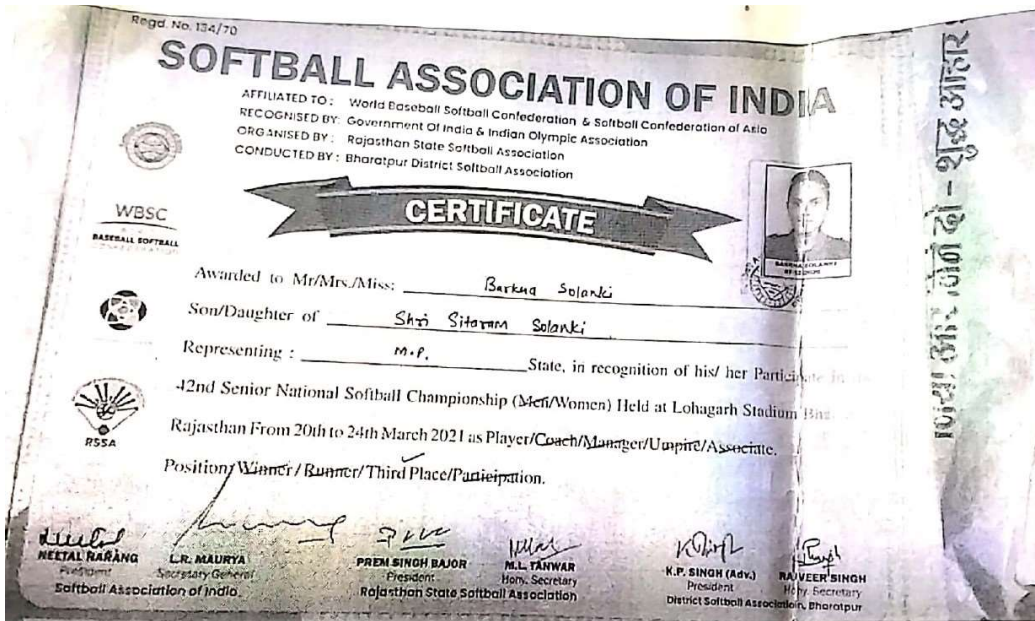 Regd. No. 134/70
SOFTBALL ASSOCIATION OF INDIA
AFFILIATED TO : World Baseball Softball Confederation & Softball Confederation of Asia
RECOGNISED BY: Government Of India & Indian Olympic Association
ORGANISED BY : Rajasthan State Softball Association
CONDUCTED BY : Bharatpur District Softball Association
CERTIFICATE
WBSC
BASEBALL SOFTBALL
Awarded to Mr/Mrs./Miss: Barkha Solanki
Son/Daughter of Shri Sitaram Solanki
Representing : M.P. State, in recognition of his/ her Participate in
42nd Senior National Softball Championship (Men/Women) Held at Lohagarh Stadium
Rajasthan From 20th to 24th March 2021 as Player/Coach/Manager/Umpire/Associate.
Position/Winner/Runner/Third Place/Participation.
RSSA
NEETAL NARANG
President
L.R. MAURYA
Secretary General
Softball Association of India.
PREM SINGH BAJOR
President
M.L. TANWAR
Hony. Secretary
Rajasthan State Softball Association
K.P. SINGH (Adv.)
President
RAJVEER SINGH
Hony. Secretary
District Softball Association, Bharatpur
शुद्ध आहार